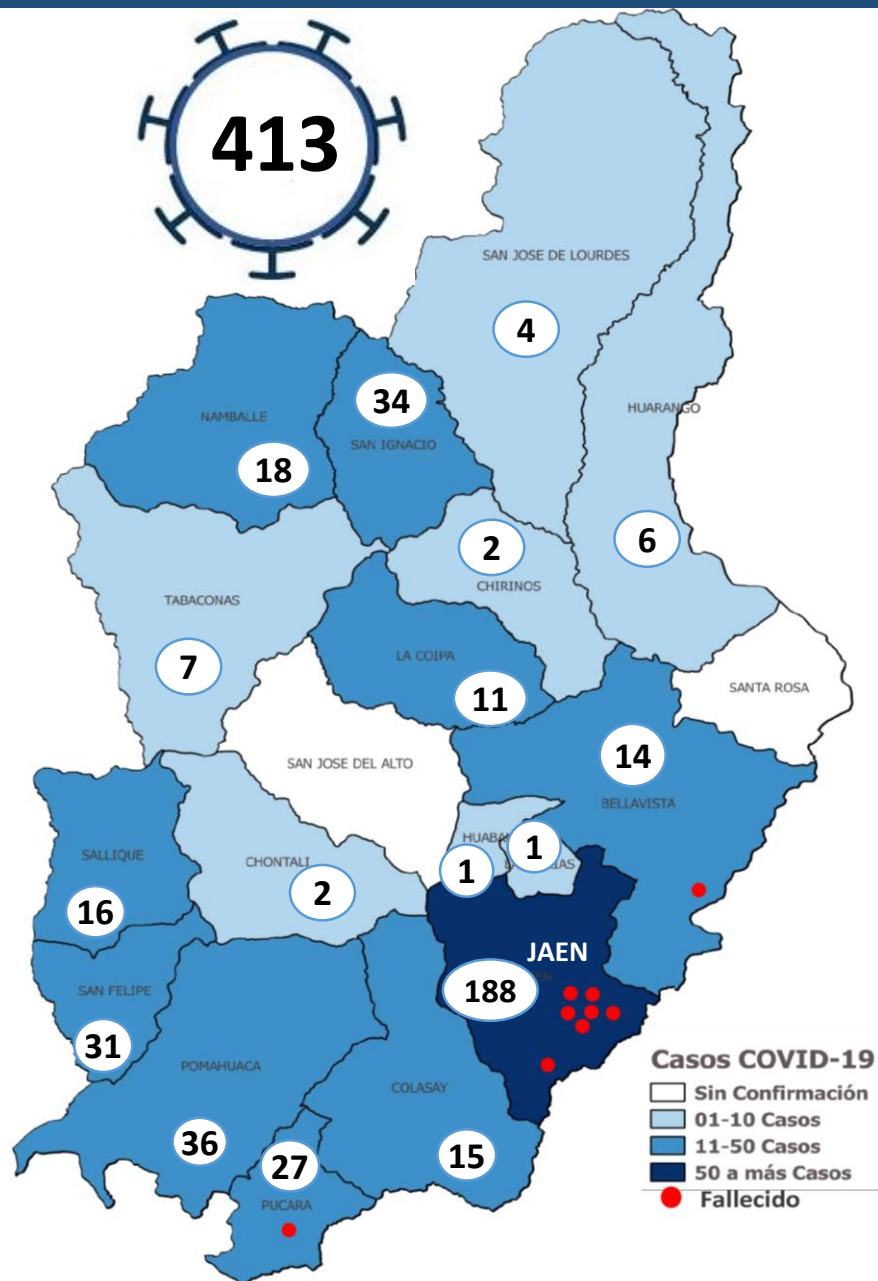 413
SAN JOSE DE LOURDES
4
34
NAMBALLE
SAN IGNACIO
HUARANGO
18
2
6
CHIRINOS
TABACONAS
7
LA COIPA
11
SANTA ROSA
14
SAN JOSE DEL ALTO
BELLAVISTA
SALLIQUE
CHONTALI
1
1
16
2
JAEN
188
SAN FELIPE
31
POMAHUACA
COLASAY
36
27
15
PUCARA
Casos COVID-19
Sin Confirmación
01-10 Casos
11-50 Casos
50 a más Casos
Fallecido